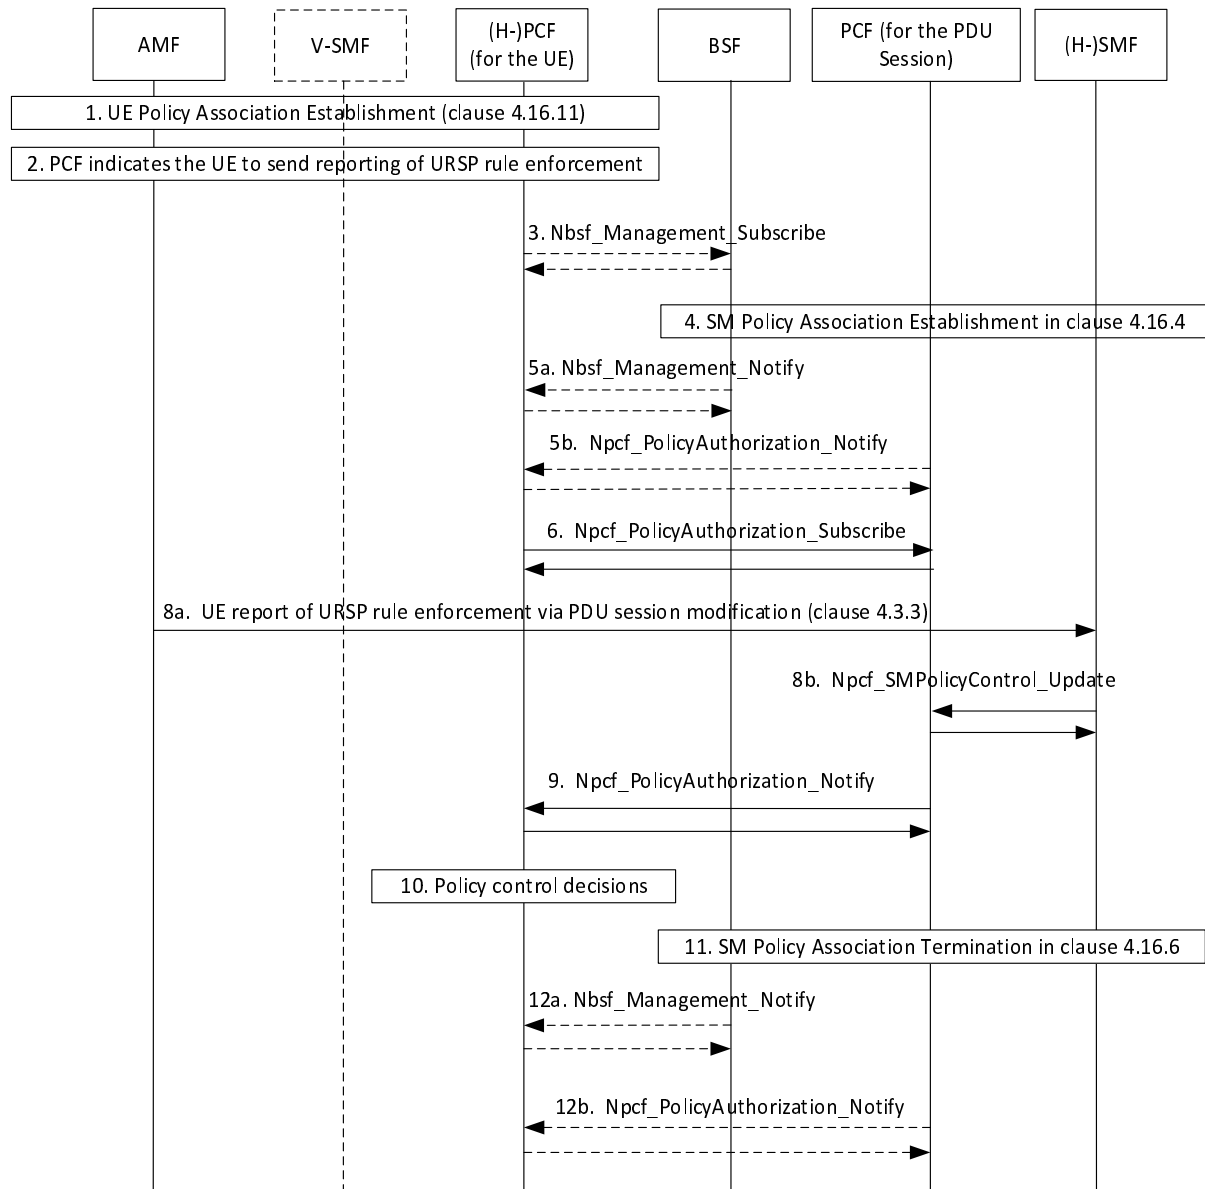 AMF
V-SMF
(H-)PCF
(for the UE)
BSF
PCF (for the PDU
Session)
(H-)SMF
1. UE Policy Association Establishment (clause 4.16.11)
2. PCF indicates the UE to send reporting of URSP rule enforcement
3. Nbsf_Management_Subscribe
4. SM Policy Association Establishment in clause 4.16.4
5a. Nbsf_Management_Notify
5b. Npcf_PolicyAuthorization_Notify
6. Npcf_PolicyAuthorization_Subscribe
8a. UE report of URSP rule enforcement via PDU session modification (clause 4.3.3)
8b. Npcf_SMPolicyControl_Update
9. Npcf_PolicyAuthorization_Notify
10. Policy control decisions
11. SM Policy Association Termination in clause 4.16.6
12a. Nbsf_Management_Notify
12b. Npcf_PolicyAuthorization_Notify